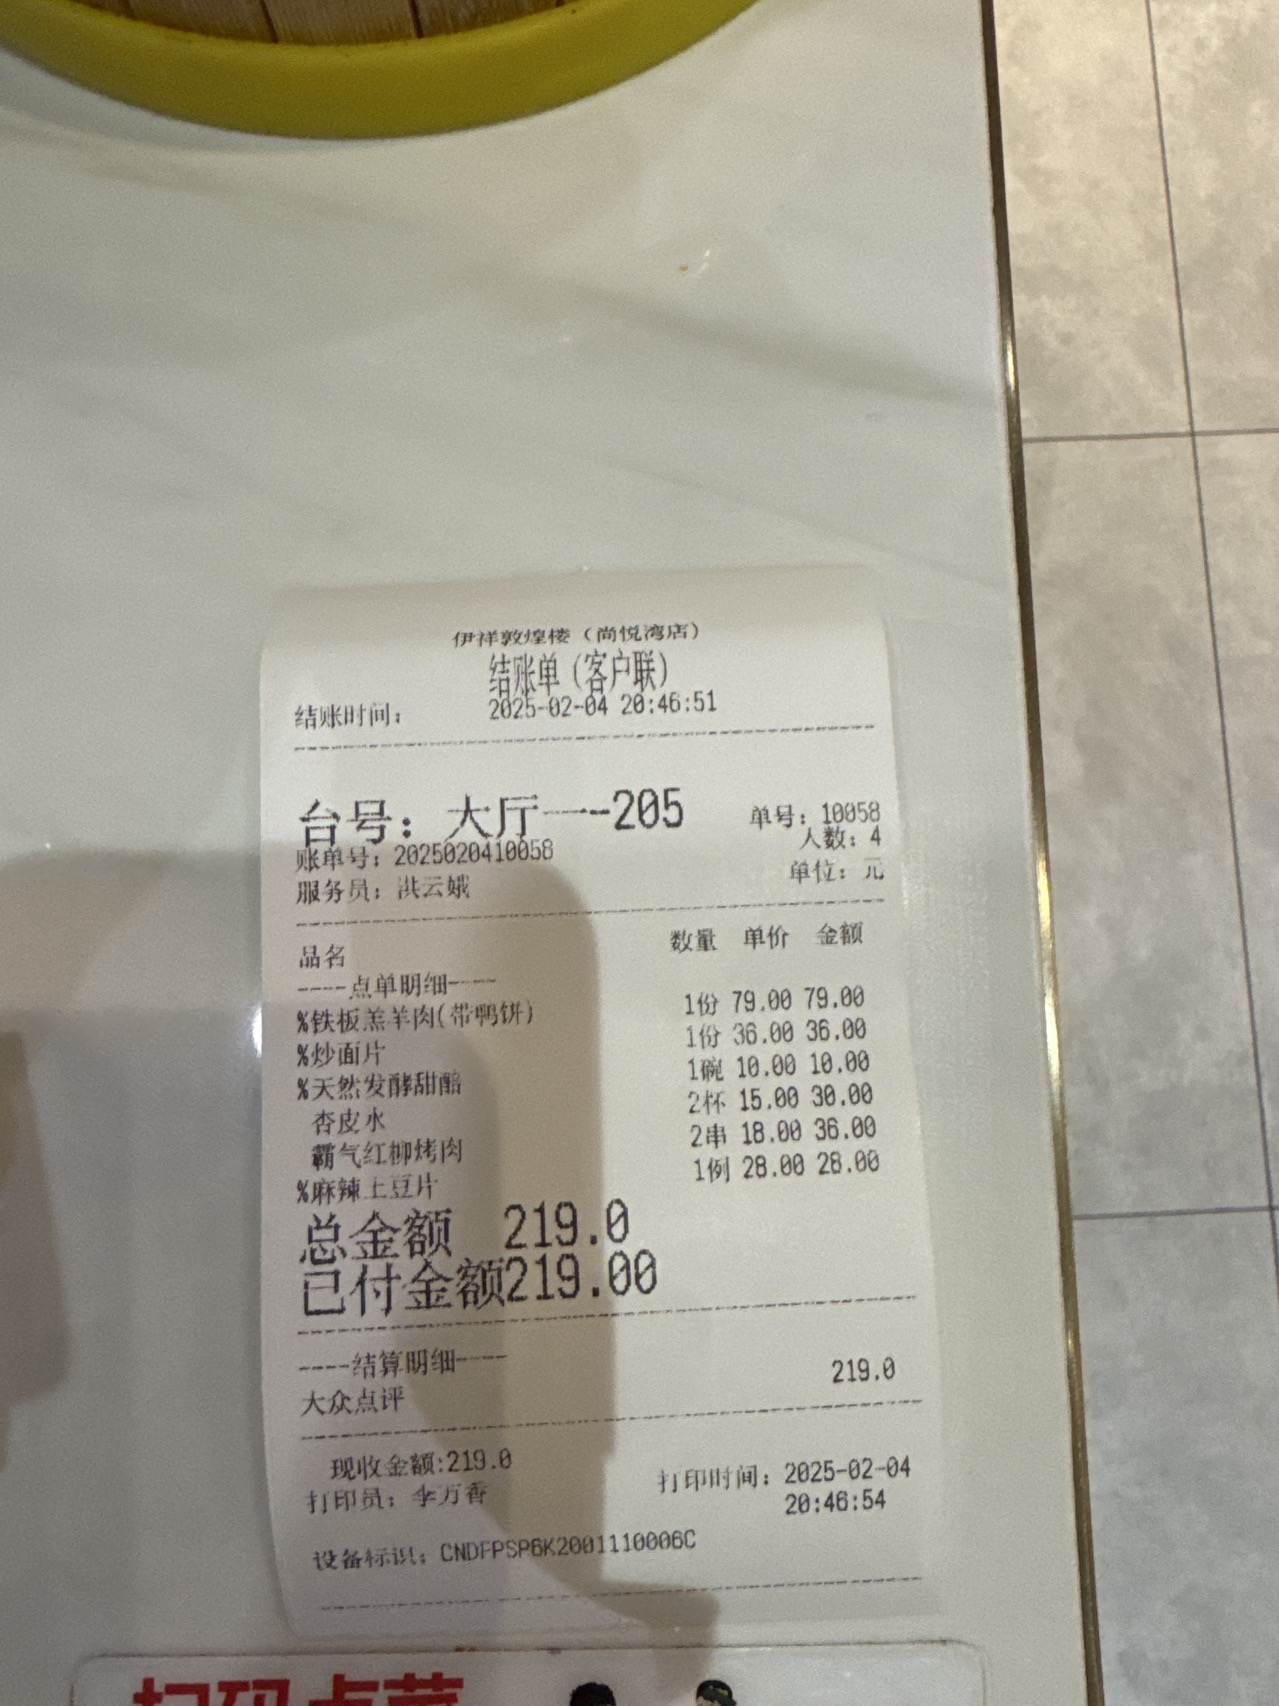 伊祥敦煌楼（尚悦湾店）
结账单（客户联）
结账时间： 2025-02-04 20:46:51
台号：大厅一--205 单号：10058
账单号：2025020410058 人数：4
服务员：洪云娥 单位：元
品名 数量 单价 金额
----点单明细----
%铁板羔羊肉(带鸭饼) 1份 79.00 79.00
%炒面片 1份 36.00 36.00
%天然发酵甜醅 1碗 10.00 10.00
杏皮水 2杯 15.00 30.00
霸气红柳烤肉 2串 18.00 36.00
%麻辣土豆片 1例 28.00 28.00
总金额 219.0
已付金额219.00
----结算明细----
大众点评 219.0
现收金额:219.0
打印员：李万香 打印时间：2025-02-04
20:46:54
设备标识：CNDFPSP6K2001110006C
扫码点菜